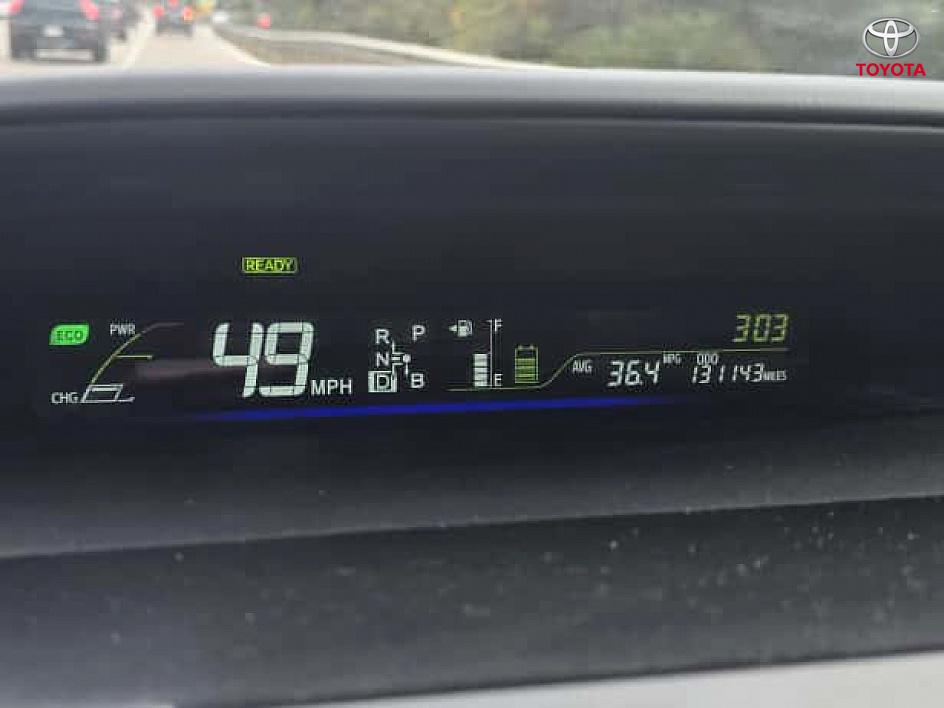 TOYOTA
READY
ECO
PWR
CHG
49 MPH
R P
N
D B
F
E
303
AVG 36.4 MPG
ODO 131143 MILES